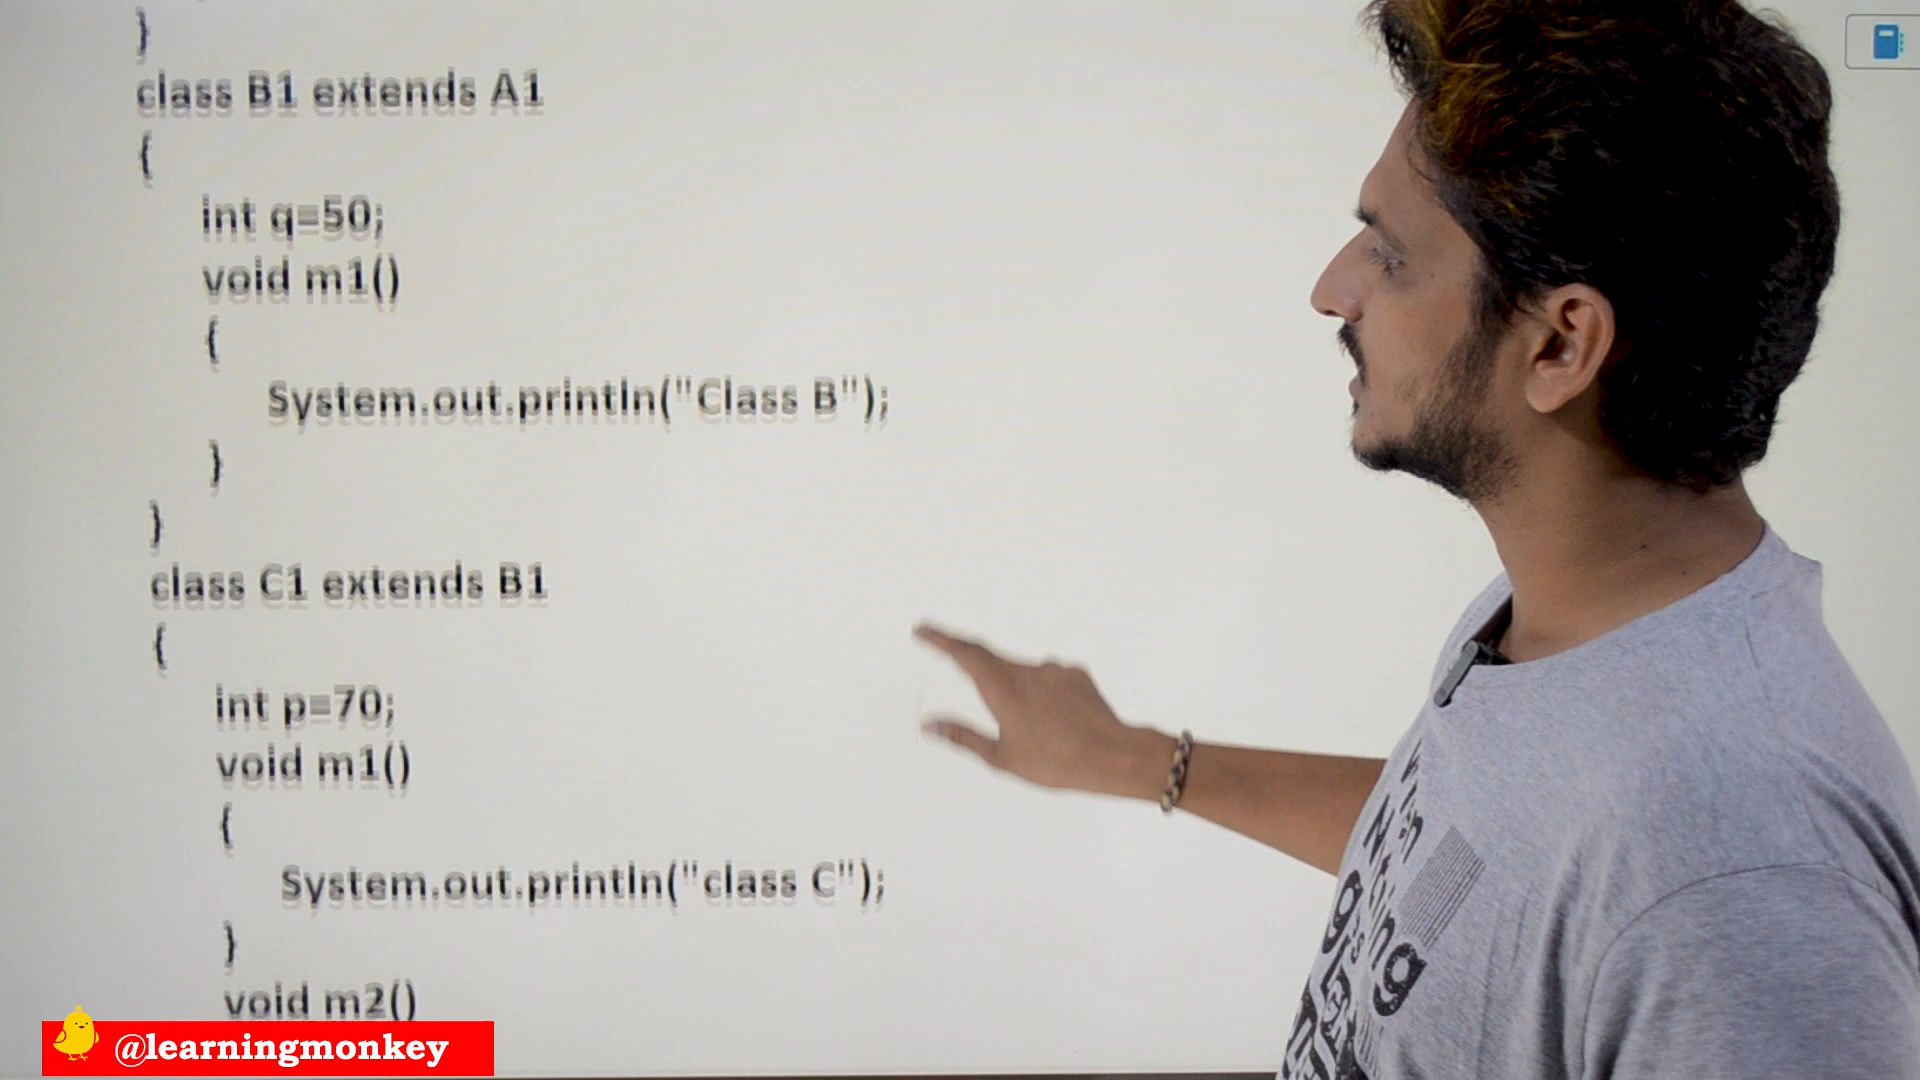 }
class B1 extends A1
{
int q=50;
void m1()
{
System.out.println("Class B");
}
}
class C1 extends B1
{
int p=70;
void m1()
{
System.out.println("class C");
}
void m2()
@learningmonkey